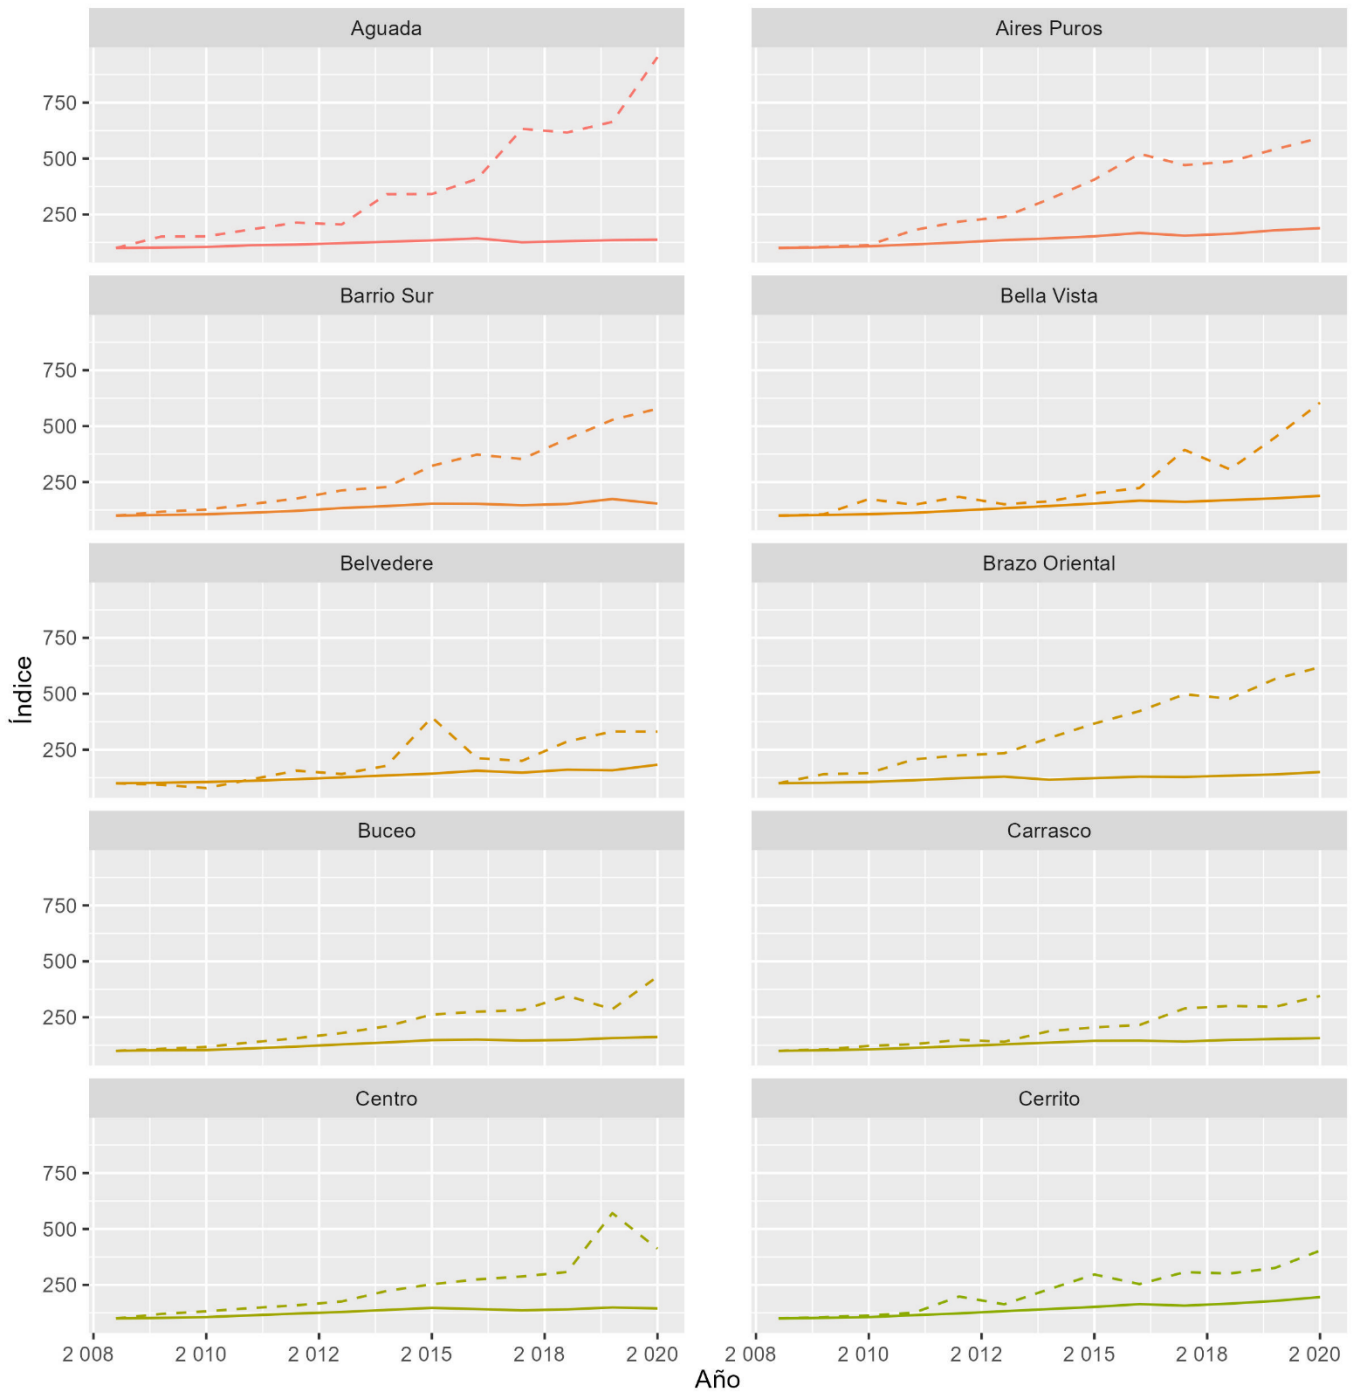 Aguada
Aires Puros
750
500
250
Barrio Sur
Bella Vista
750
500
250
Belvedere
Brazo Oriental
750
500
250
Índice
Buceo
Carrasco
750
500
250
Centro
Cerrito
750
500
250
2 008 2 010 2 012 2 015 2 018 2 020
2 008 2 010 2 012 2 015 2 018 2 020
Año